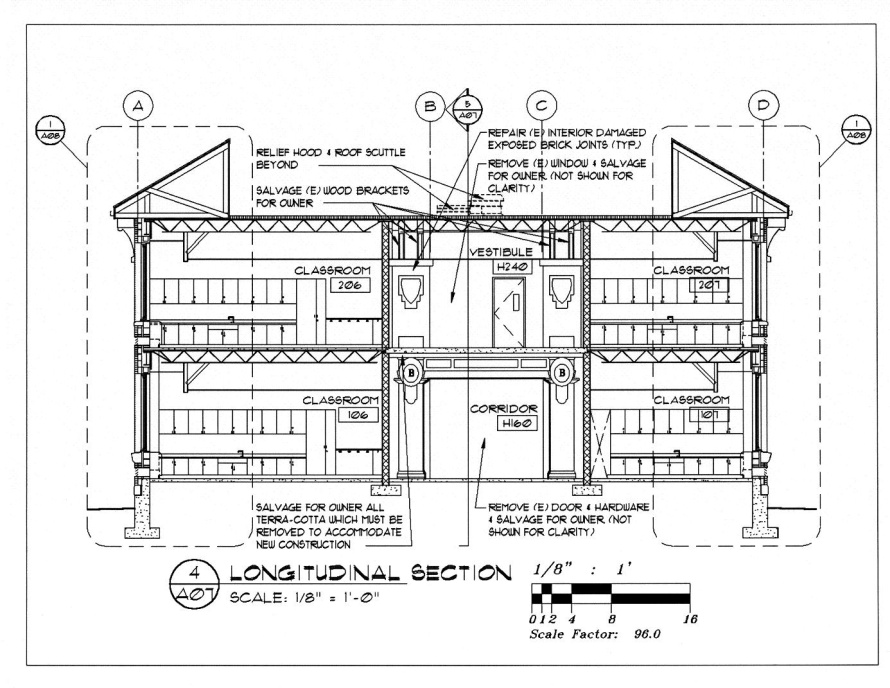 A
B
5
A07
C
D
1
A08
1
A08
RELIEF HOOD & ROOF SCUTTLE
BEYOND
SALVAGE (E) WOOD BRACKETS
FOR OWNER
REPAIR (E) INTERIOR DAMAGED
EXPOSED BRICK JOINTS (TYP.)
REMOVE (E) WINDOW & SALVAGE
FOR OWNER. (NOT SHOWN FOR
CLARITY)
VESTIBULE
H240
CLASSROOM
206
CLASSROOM
207
B
B
CLASSROOM
106
CORRIDOR
H160
CLASSROOM
107
SALVAGE FOR OWNER ALL
TERRA-COTTA WHICH MUST BE
REMOVED TO ACCOMMODATE
NEW CONSTRUCTION
REMOVE (E) DOOR & HARDWARE
& SALVAGE FOR OWNER. (NOT
SHOWN FOR CLARITY)
4
A07
LONGITUDINAL SECTION
SCALE: 1/8" = 1'-0"
1/8" : 1'
0 1 2 4 8 16
Scale Factor: 96.0